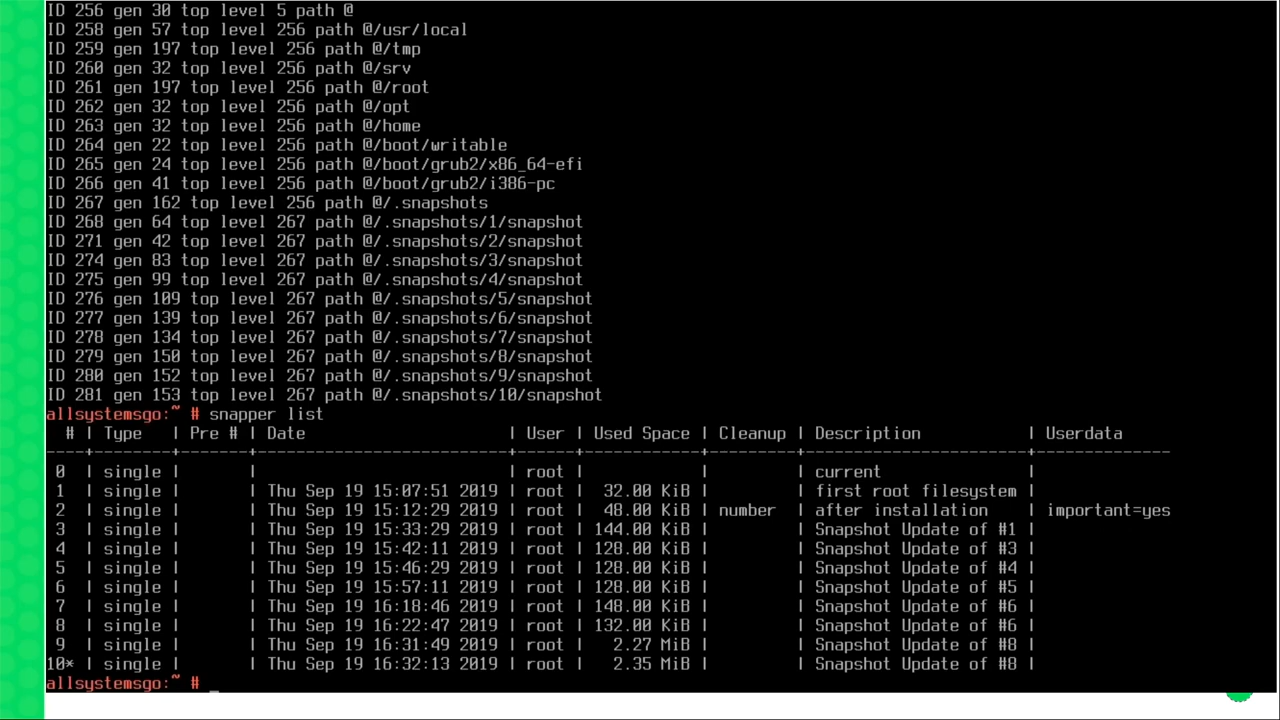 ID 256 gen 30 top level 5 path @
ID 258 gen 57 top level 256 path @/usr/local
ID 259 gen 197 top level 256 path @/tmp
ID 260 gen 32 top level 256 path @/srv
ID 261 gen 197 top level 256 path @/root
ID 262 gen 32 top level 256 path @/opt
ID 263 gen 32 top level 256 path @/home
ID 264 gen 22 top level 256 path @/boot/writable
ID 265 gen 24 top level 256 path @/boot/grub2/x86_64-efi
ID 266 gen 41 top level 256 path @/boot/grub2/i386-pc
ID 267 gen 162 top level 256 path @/.snapshots
ID 268 gen 64 top level 267 path @/.snapshots/1/snapshot
ID 271 gen 42 top level 267 path @/.snapshots/2/snapshot
ID 274 gen 83 top level 267 path @/.snapshots/3/snapshot
ID 275 gen 99 top level 267 path @/.snapshots/4/snapshot
ID 276 gen 109 top level 267 path @/.snapshots/5/snapshot
ID 277 gen 139 top level 267 path @/.snapshots/6/snapshot
ID 278 gen 134 top level 267 path @/.snapshots/7/snapshot
ID 279 gen 150 top level 267 path @/.snapshots/8/snapshot
ID 280 gen 152 top level 267 path @/.snapshots/9/snapshot
ID 281 gen 153 top level 267 path @/.snapshots/10/snapshot
allsystemsgo:~ # snapper list
  # | Type   | Pre # | Date                     | User | Used Space | Cleanup | Description           | Userdata
----+--------+-------+--------------------------+------+------------+---------+-----------------------+--------------
 0  | single |       |                          | root |            |         | current               |
 1  | single |       | Thu Sep 19 15:07:51 2019 | root |  32.00 KiB |         | first root filesystem |
 2  | single |       | Thu Sep 19 15:12:29 2019 | root |  48.00 KiB | number  | after installation    | important=yes
 3  | single |       | Thu Sep 19 15:33:29 2019 | root | 144.00 KiB |         | Snapshot Update of #1 |
 4  | single |       | Thu Sep 19 15:42:11 2019 | root | 128.00 KiB |         | Snapshot Update of #3 |
 5  | single |       | Thu Sep 19 15:46:29 2019 | root | 128.00 KiB |         | Snapshot Update of #4 |
 6  | single |       | Thu Sep 19 15:57:11 2019 | root | 128.00 KiB |         | Snapshot Update of #5 |
 7  | single |       | Thu Sep 19 16:18:46 2019 | root | 148.00 KiB |         | Snapshot Update of #6 |
 8  | single |       | Thu Sep 19 16:22:47 2019 | root | 132.00 KiB |         | Snapshot Update of #6 |
 9  | single |       | Thu Sep 19 16:31:49 2019 | root |   2.27 MiB |         | Snapshot Update of #8 |
10* | single |       | Thu Sep 19 16:32:13 2019 | root |   2.35 MiB |         | Snapshot Update of #8 |
allsystemsgo:~ # _